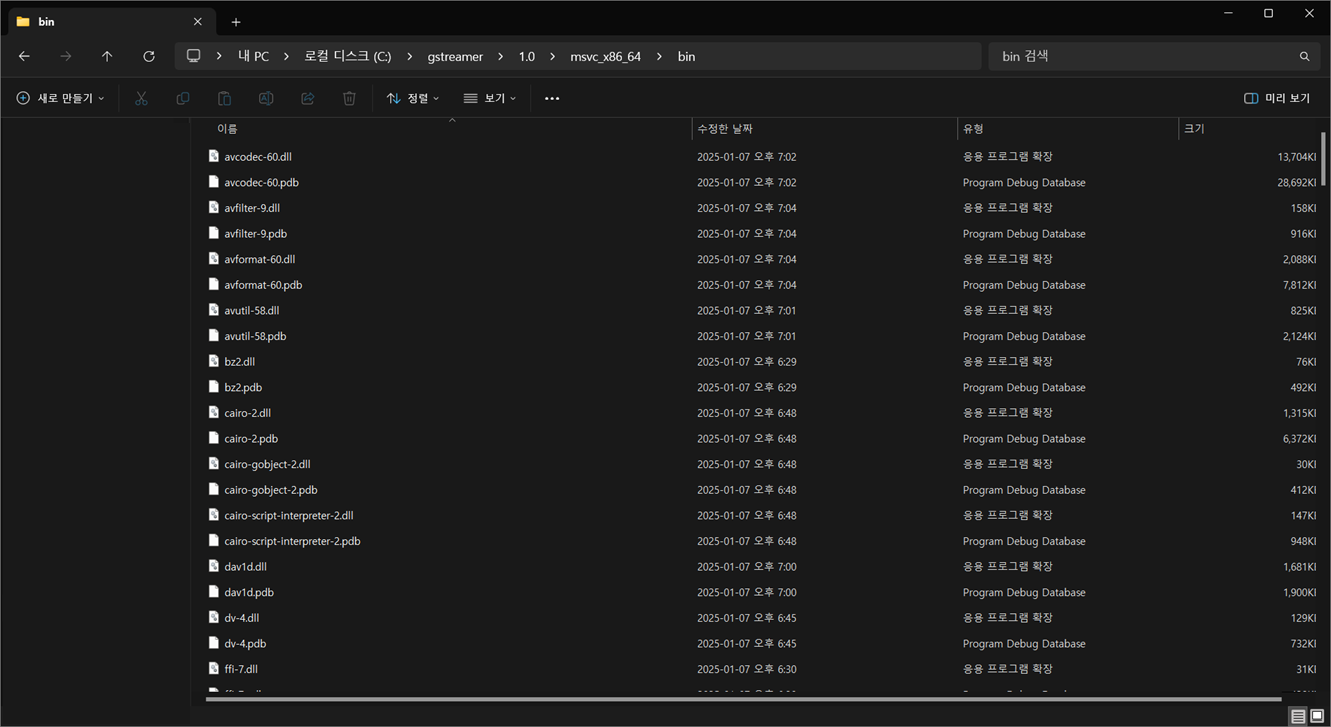 bin
내 PC > 로컬 디스크 (C:) > gstreamer > 1.0 > msvc_x86_64 > bin
bin 검색
새로 만들기 정렬 보기 미리 보기
이름 수정한 날짜 유형 크기
avcodec-60.dll 2025-01-07 오후 7:02 응용 프로그램 확장 13,704KI
avcodec-60.pdb 2025-01-07 오후 7:02 Program Debug Database 28,692KI
avfilter-9.dll 2025-01-07 오후 7:04 응용 프로그램 확장 158KI
avfilter-9.pdb 2025-01-07 오후 7:04 Program Debug Database 916KI
avformat-60.dll 2025-01-07 오후 7:04 응용 프로그램 확장 2,088KI
avformat-60.pdb 2025-01-07 오후 7:04 Program Debug Database 7,812KI
avutil-58.dll 2025-01-07 오후 7:01 응용 프로그램 확장 825KI
avutil-58.pdb 2025-01-07 오후 7:01 Program Debug Database 2,124KI
bz2.dll 2025-01-07 오후 6:29 응용 프로그램 확장 76KI
bz2.pdb 2025-01-07 오후 6:29 Program Debug Database 492KI
cairo-2.dll 2025-01-07 오후 6:48 응용 프로그램 확장 1,315KI
cairo-2.pdb 2025-01-07 오후 6:48 Program Debug Database 6,372KI
cairo-gobject-2.dll 2025-01-07 오후 6:48 응용 프로그램 확장 30KI
cairo-gobject-2.pdb 2025-01-07 오후 6:48 Program Debug Database 412KI
cairo-script-interpreter-2.dll 2025-01-07 오후 6:48 응용 프로그램 확장 147KI
cairo-script-interpreter-2.pdb 2025-01-07 오후 6:48 Program Debug Database 948KI
dav1d.dll 2025-01-07 오후 7:00 응용 프로그램 확장 1,681KI
dav1d.pdb 2025-01-07 오후 7:00 Program Debug Database 1,900KI
dv-4.dll 2025-01-07 오후 6:45 응용 프로그램 확장 129KI
dv-4.pdb 2025-01-07 오후 6:45 Program Debug Database 732KI
ffi-7.dll 2025-01-07 오후 6:30 응용 프로그램 확장 31KI